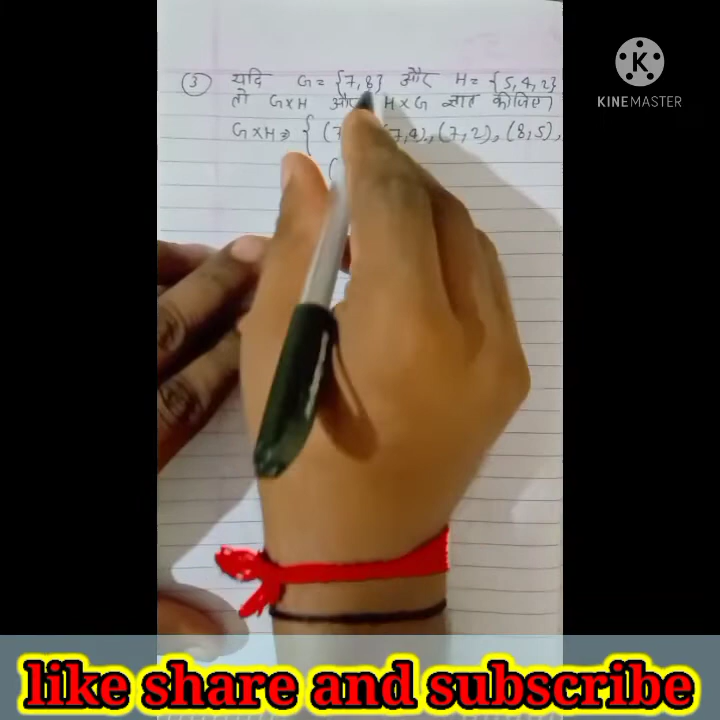 ③ यदि G = {7, 8} और H = {5, 4, 2}
तो G×H और H×G ज्ञात कीजिए।
G×H ⇒ { (7 (7,4), (7,2), (8,5),
(
KINEMASTER
like share and subscribe